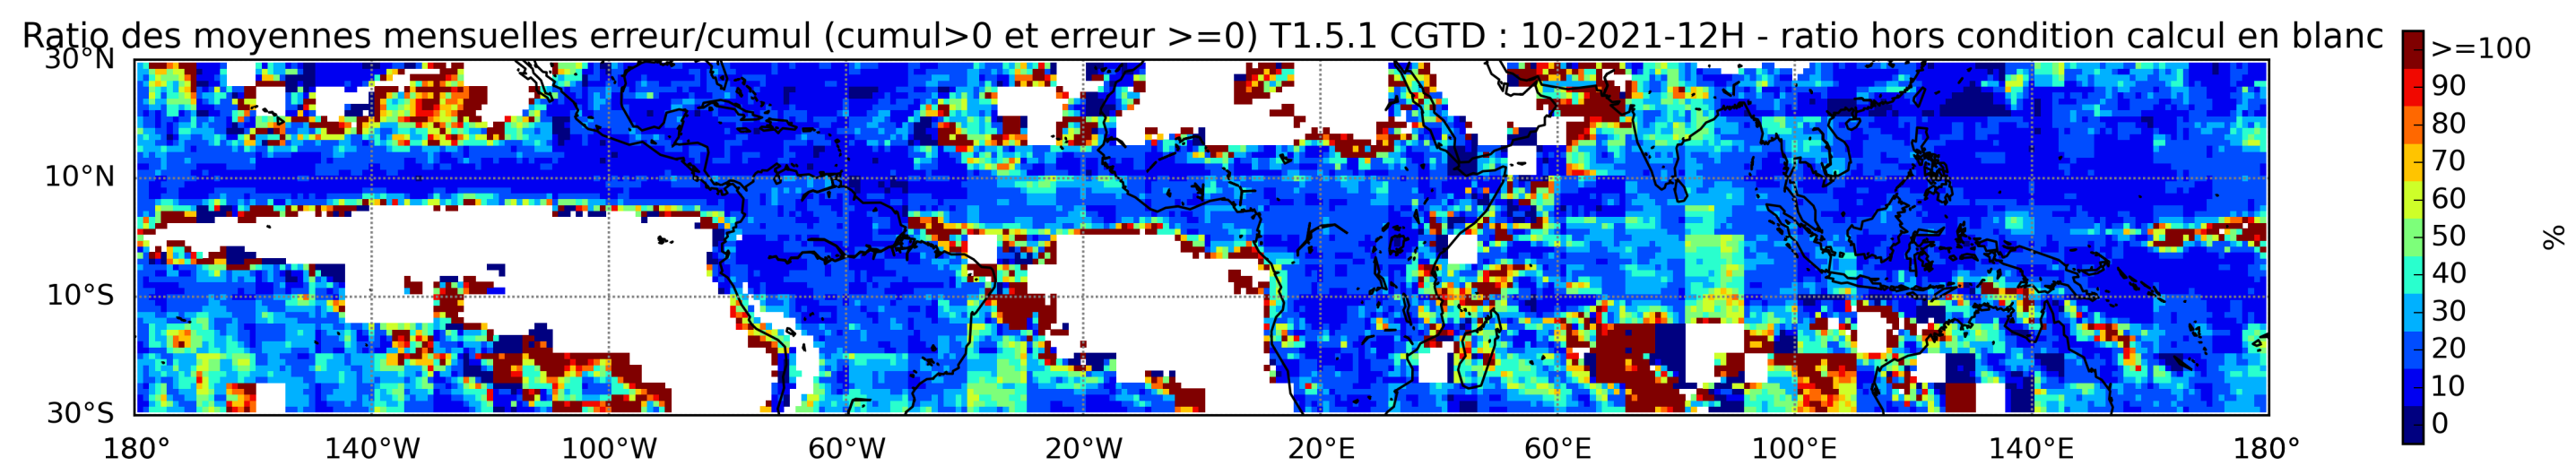 Ratio des moyennes mensuelles erreur/cumul (cumul>0 et erreur >=0) T1.5.1 CGTD : 10-2021-12H - ratio hors condition calcul en blanc
30°N
10°N
10°S
30°S
180° 140°W 100°W 60°W 20°W 20°E 60°E 100°E 140°E 180°
>=100
90
80
70
60
50
40
30
20
10
0
%